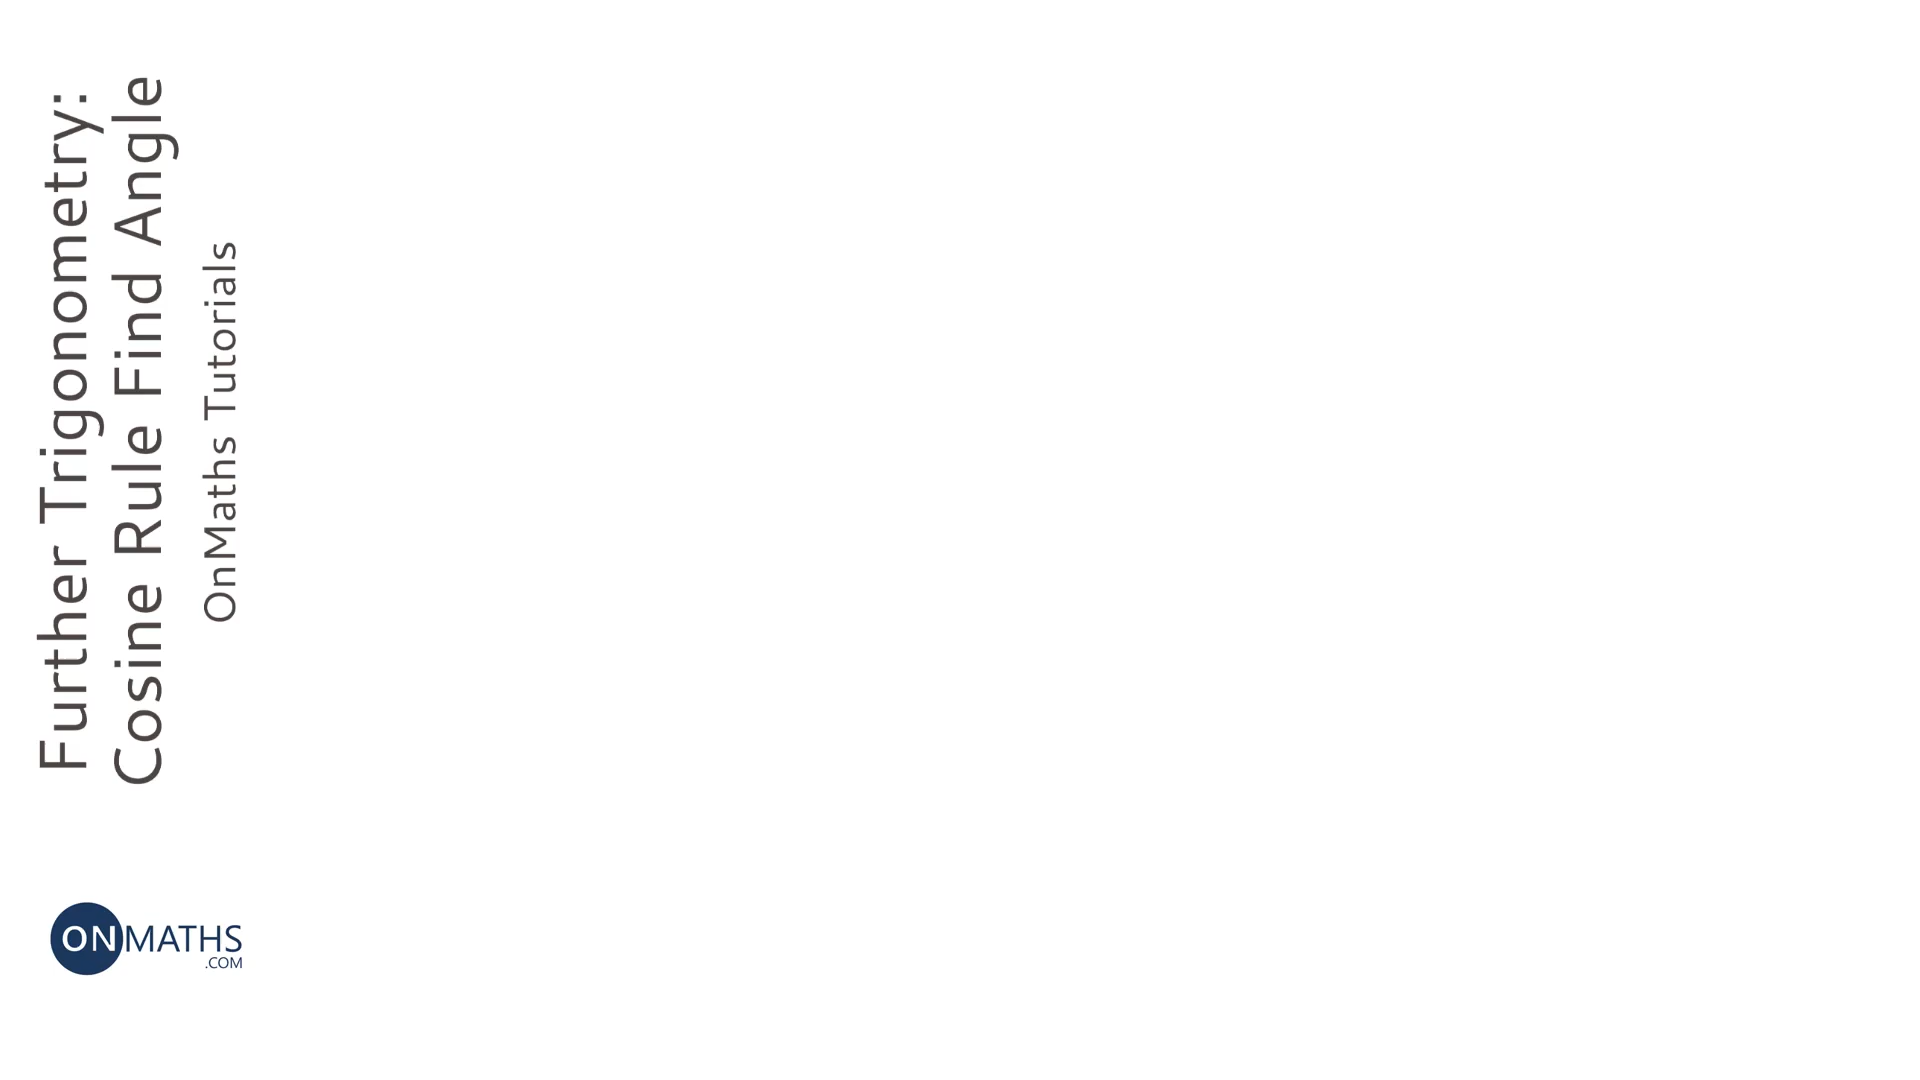 Further Trigonometry:
Cosine Rule Find Angle
OnMaths Tutorials
ONMATHS
.COM